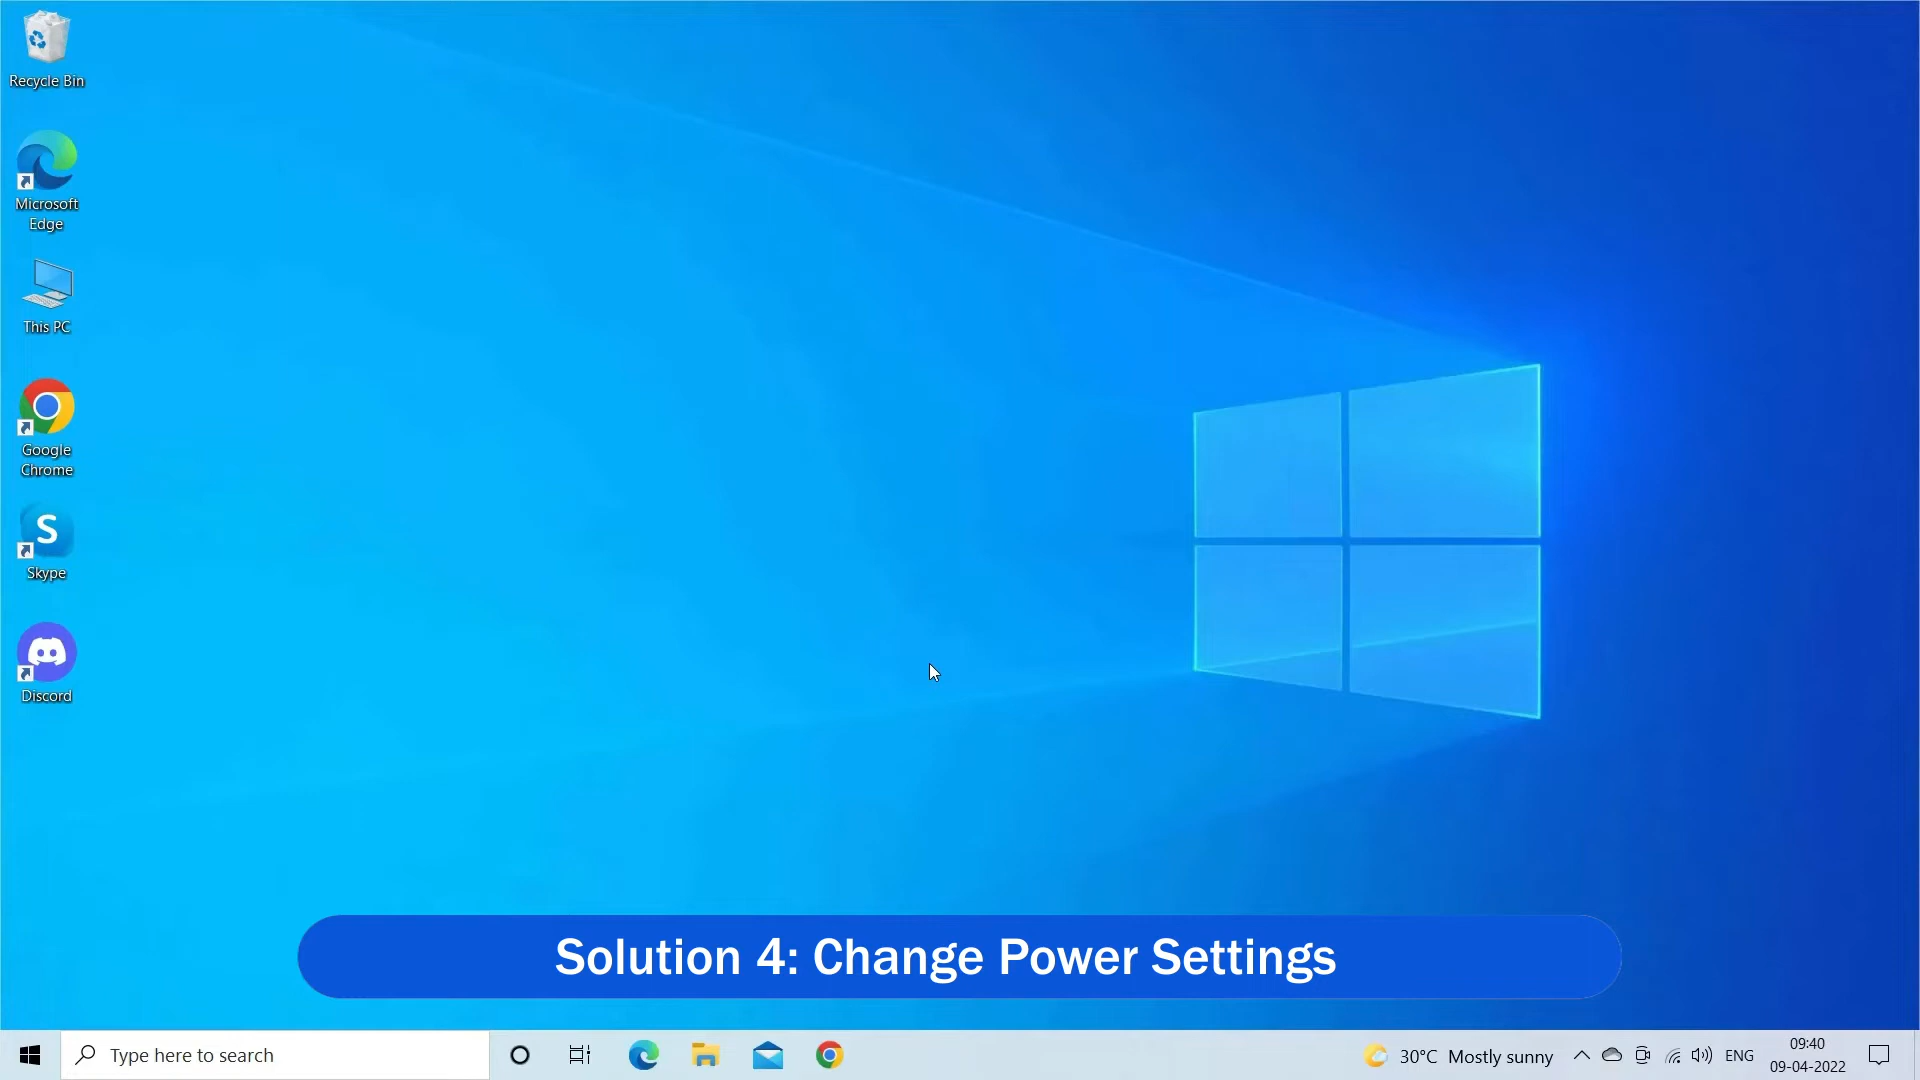 Recycle Bin
Microsoft
Edge
This PC
Google
Chrome
S
Skype
Discord
Solution 4: Change Power Settings
Type here to search
30°C Mostly sunny
ENG
09:40
09-04-2022